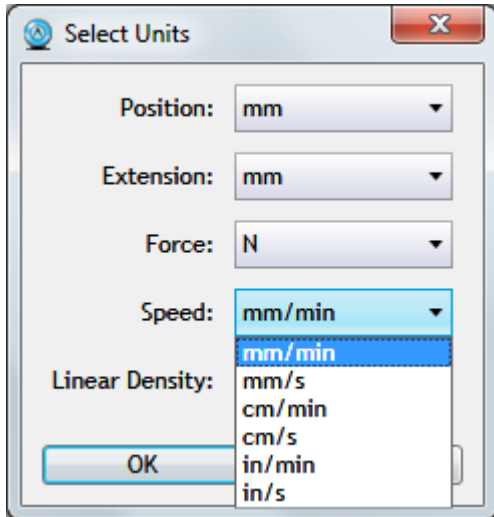 Select Units
Position: mm
Extension: mm
Force: N
Speed: mm/min
mm/min
Linear Density: mm/s
cm/min
cm/s
OK in/min
in/s